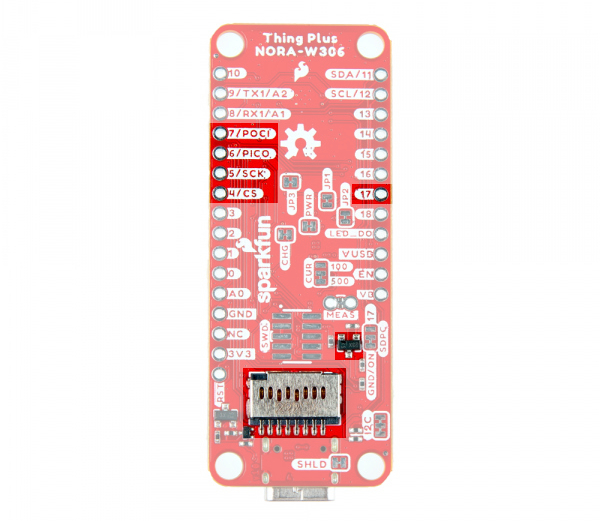 Thing Plus
NORA-W306
10
9/TX1/A2
8/RX1/A1
7/POCI
6/PICO
5/SCK
4/CS
3
2
1
0
A0
GND
NC
3V3
RST
SDA/11
SCL/12
13
14
15
16
17
18
LED_DO
VUSB
EN
VB
JP3
PWR
JP1
JP2
CHG
sparkfun
CUR
100
500
MEAS
SWD
17
SDPC
GND/ON
I2C
SHLD